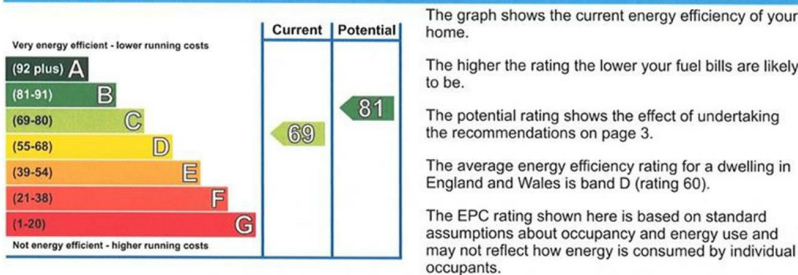 Current Potential
Very energy efficient - lower running costs
(92 plus) A
(81-91) B
(69-80) C
(55-68) D
(39-54) E
(21-38) F
(1-20) G
69
81
Not energy efficient - higher running costs
The graph shows the current energy efficiency of your
home.
The higher the rating the lower your fuel bills are likely
to be.
The potential rating shows the effect of undertaking
the recommendations on page 3.
The average energy efficiency rating for a dwelling in
England and Wales is band D (rating 60).
The EPC rating shown here is based on standard
assumptions about occupancy and energy use and
may not reflect how energy is consumed by individual
occupants.